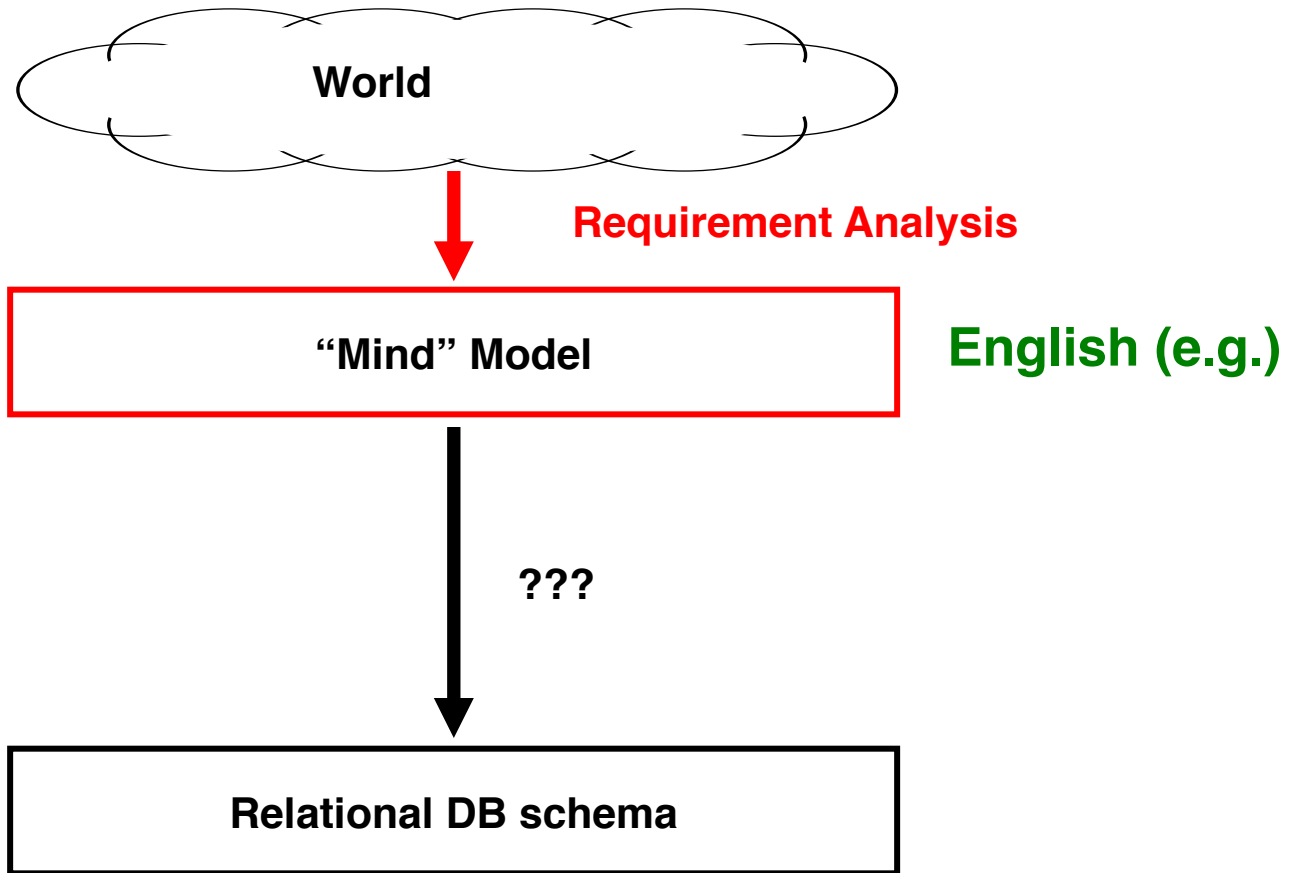 World
Requirement Analysis
“Mind” Model
English (e.g.)
???
Relational DB schema